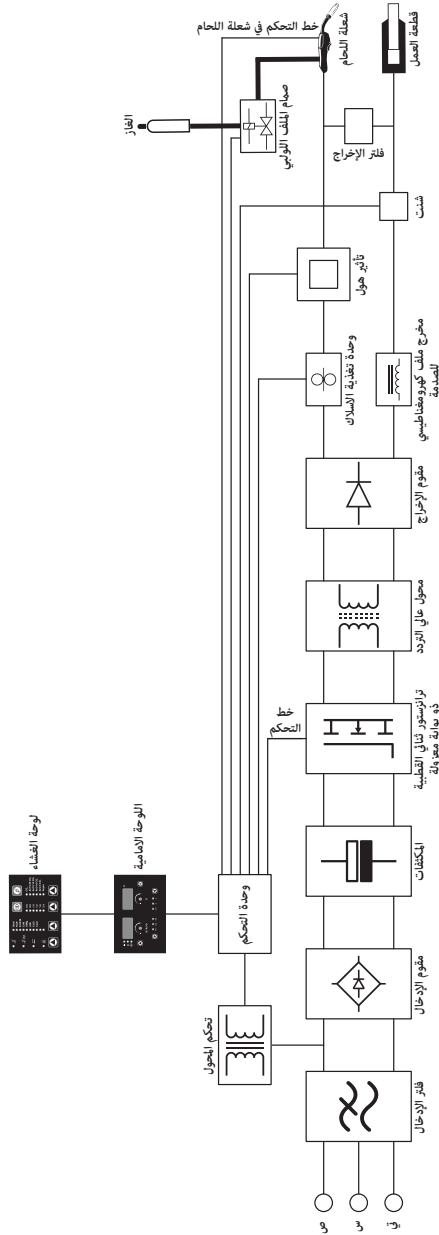 خط التحكم في شعلة اللحام
شعلة اللحام
قطعة العمل
الغاز
صمام الملف اللولبي
فلتر الإخراج
شنت
تأثير هول
وحدة تغذية الاسلاك
مخرج ملف كهرومغناطيسي
للصدمة
مقوم الإخراج
محول عالي التردد
خط
التحكم
ترانزستور ثنائي القطبية
ذو بوابة معزولة
لوحة الغشاء
اللوحة الامامية
وحدة التحكم
المكثفات
تحكم المحول
مقوم الإدخال
فلتر الإدخال
ص
س
تي